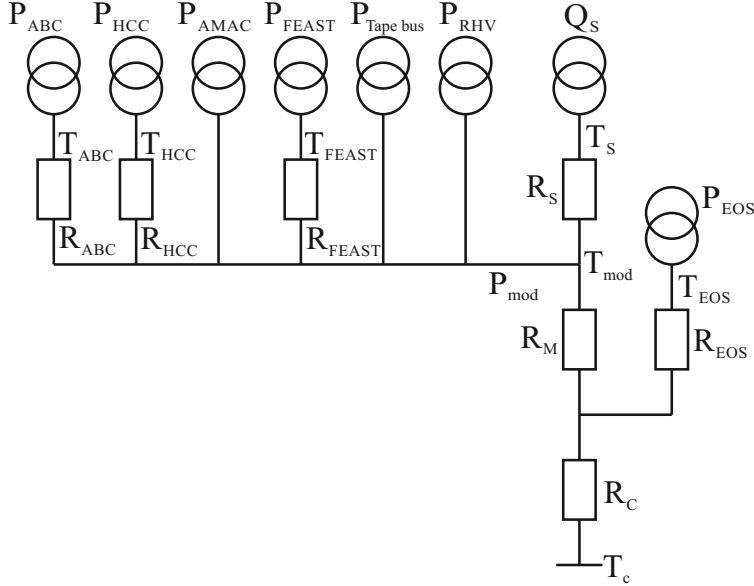 P_ABC P_HCC P_AMAC P_FEAST P_Tape bus P_RHV Q_S
T_ABC T_HCC T_FEAST T_S
R_S P_EOS
R_ABC R_HCC R_FEAST
P_mod T_mod T_EOS
R_M R_EOS
R_C
T_c